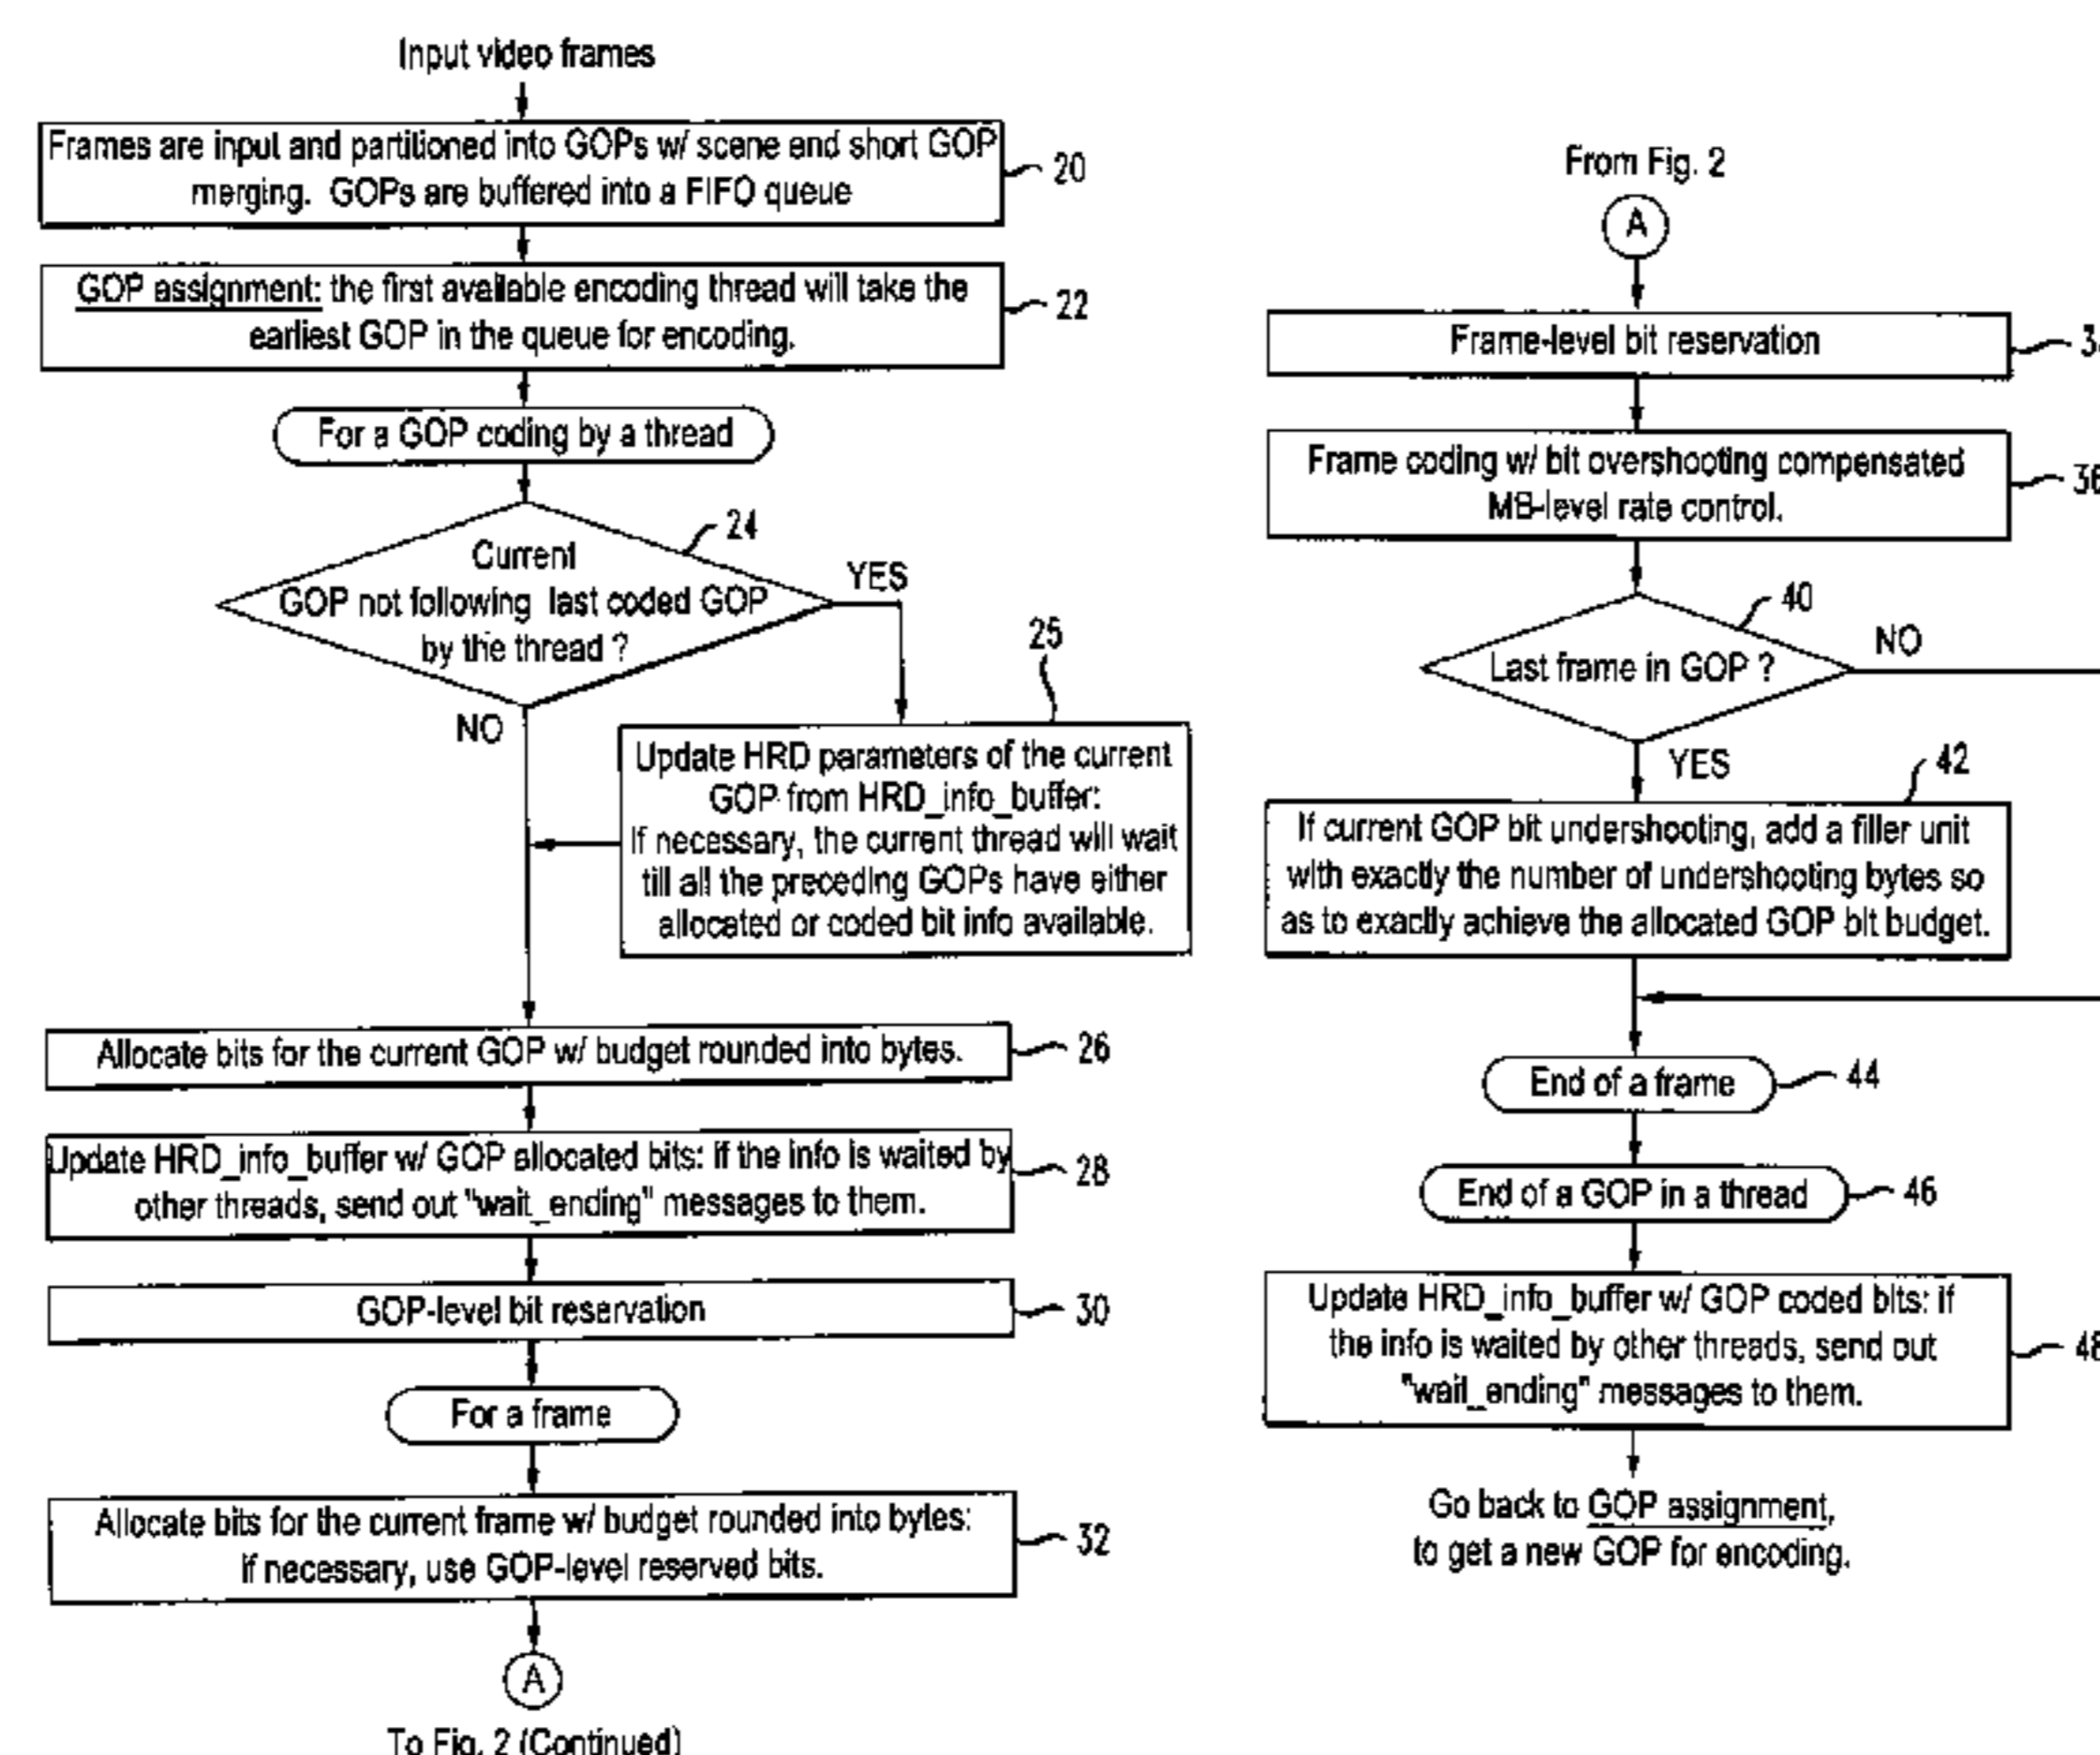 Input video frames
Frames are input and partitioned into GOPs w/ scene end short GOP
merging. GOPs are buffered into a FIFO queue
20
GOP assignment: the first available encoding thread will take the
earliest GOP in the queue for encoding.
22
For a GOP coding by a thread
24
Current
GOP not following last coded GOP
by the thread ?
YES
NO
25
Update HRD parameters of the current
GOP from HRD_info_buffer:
If necessary, the current thread will wait
till all the preceding GOPs have either
allocated or coded bit info available.
Allocate bits for the current GOP w/ budget rounded into bytes.
26
Update HRD_info_buffer w/ GOP allocated bits: if the info is waited by
other threads, send out "wait_ending" messages to them.
28
GOP-level bit reservation
30
For a frame
Allocate bits for the current frame w/ budget rounded into bytes:
if necessary, use GOP-level reserved bits.
32
A
To Fig. 2 (Continued)
From Fig. 2
A
Frame-level bit reservation
Frame coding w/ bit overshooting compensated
MB-level rate control.
36
40
Last frame in GOP ?
NO
YES
42
If current GOP bit undershooting, add a filler unit
with exactly the number of undershooting bytes so
as to exactly achieve the allocated GOP bit budget.
End of a frame
44
End of a GOP in a thread
46
Update HRD_info_buffer w/ GOP coded bits: if
the info is waited by other threads, send out
"wait_ending" messages to them.
48
Go back to GOP assignment,
to get a new GOP for encoding.